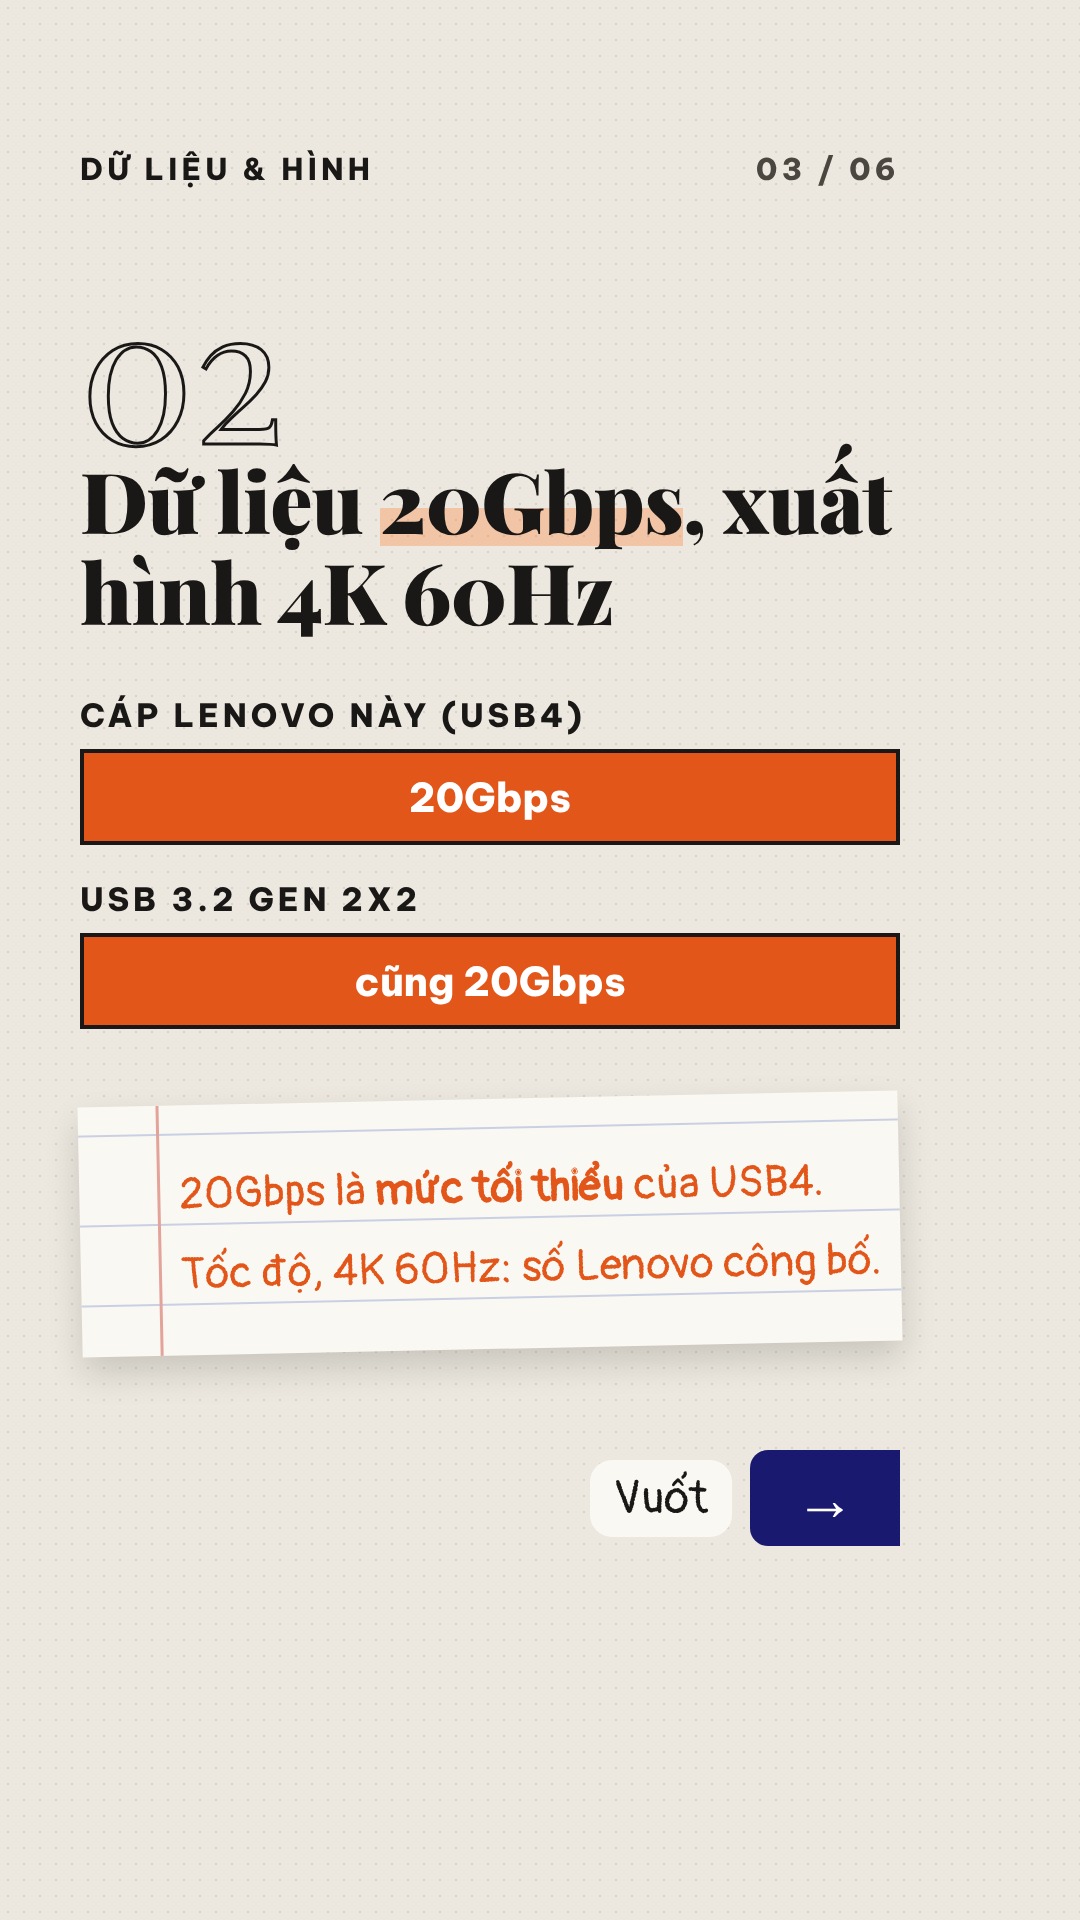 DỮ LIỆU & HÌNH
03 / 06
02
Dữ liệu 20Gbps, xuất
hình 4K 60Hz
CÁP LENOVO NÀY (USB4)
20Gbps
USB 3.2 GEN 2X2
cũng 20Gbps
20Gbps là mức tối thiểu của USB4.
Tốc độ, 4K 60Hz: số Lenovo công bố.
Vuốt →